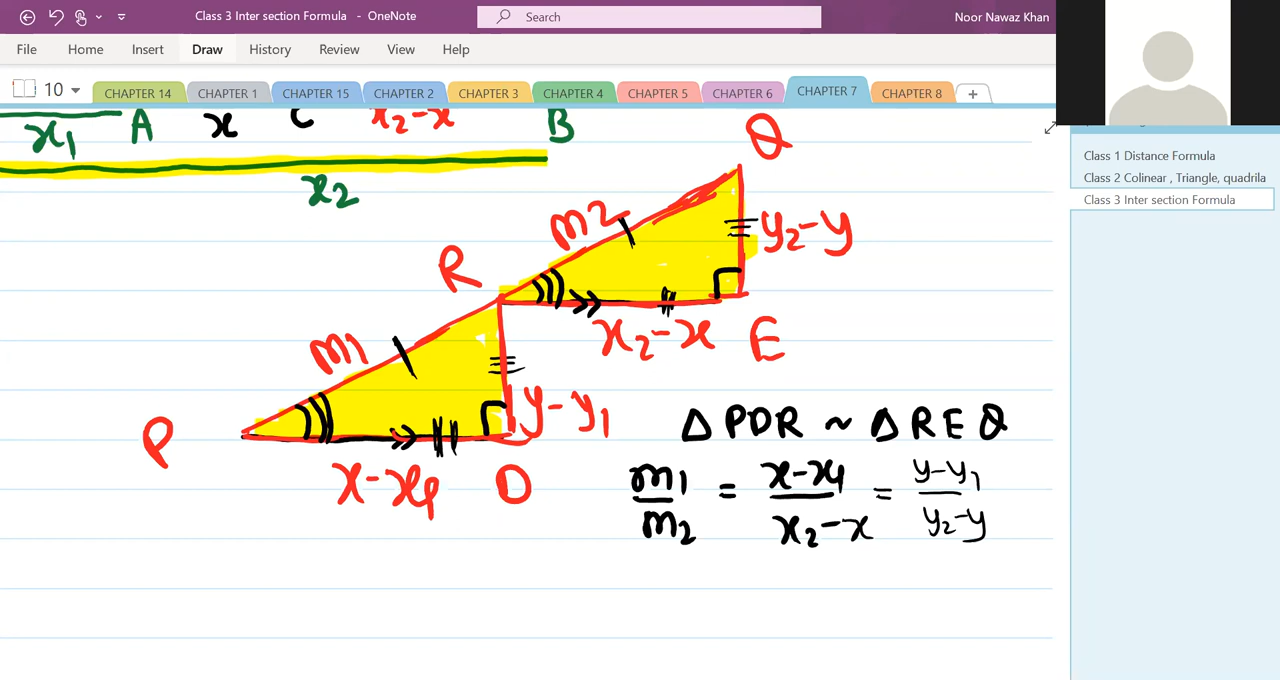 Class 3 Inter section Formula - OneNote
Search
Noor Nawaz Khan
File Home Insert Draw History Review View Help
10 CHAPTER 14 CHAPTER 1 CHAPTER 15 CHAPTER 2 CHAPTER 3 CHAPTER 4 CHAPTER 5 CHAPTER 6 CHAPTER 7 CHAPTER 8 +
Class 1 Distance Formula
Class 2 Colinear , Triangle, quadrila
Class 3 Inter section Formula
x₁ A x C x₂-x B
x₂
Q
m2
y₂-y
R
x₂-x E
m1
y-y₁
P
x-x₁ D
Δ PDR ~ Δ REQ
m₁/m₂ = x-x₁/x₂-x = y-y₁/y₂-y